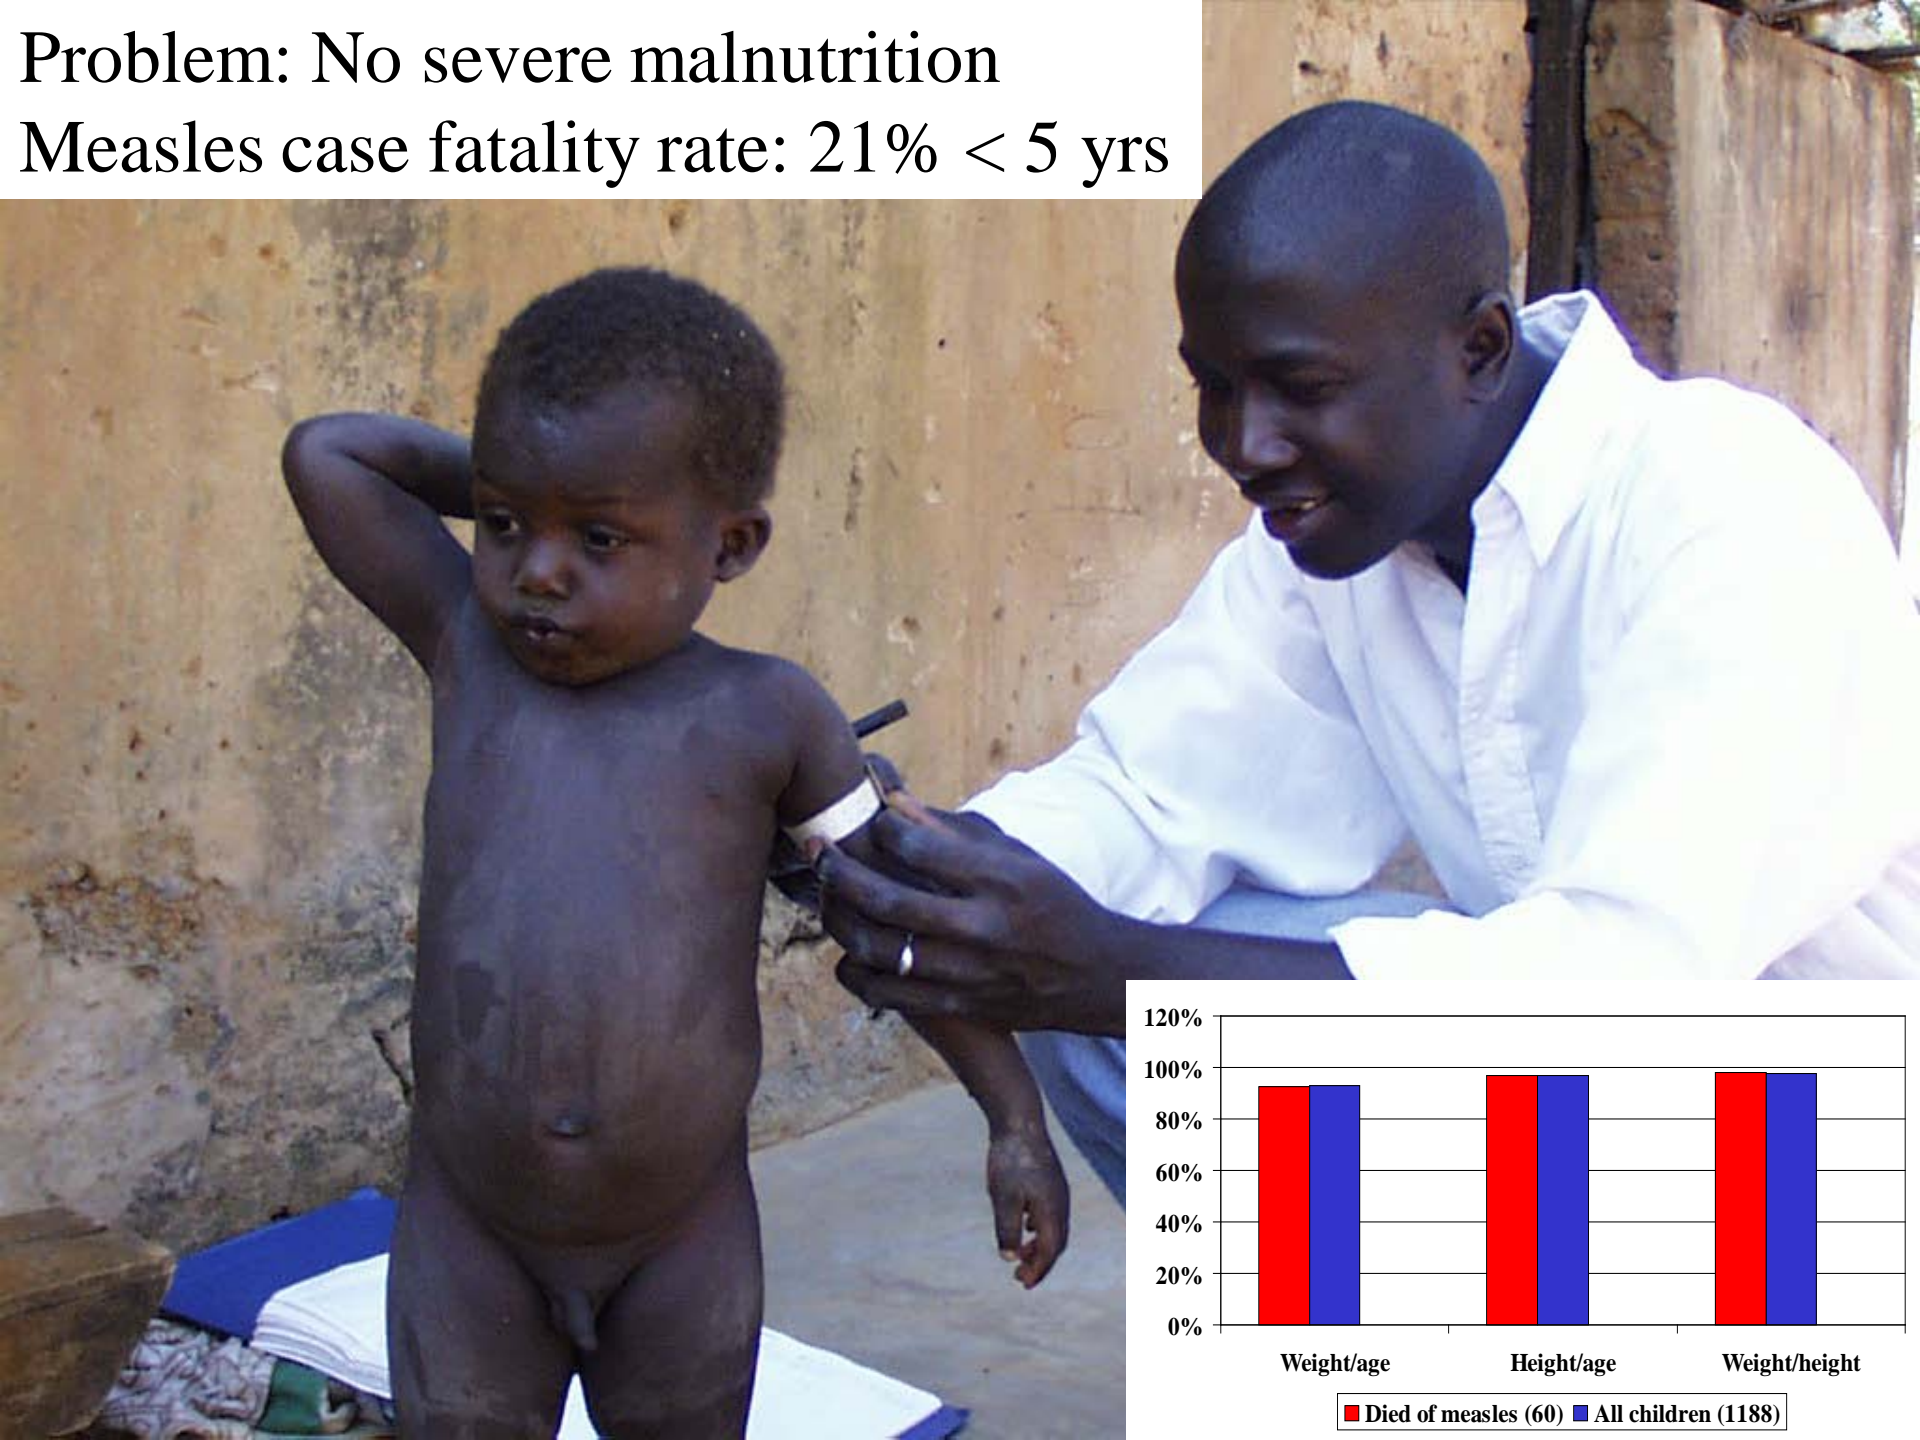 Problem: No severe malnutrition
Measles case fatality rate: 21% < 5 yrs
120%
100%
80%
60%
40%
20%
0%
Weight/age Height/age Weight/height
Died of measles (60) All children (1188)